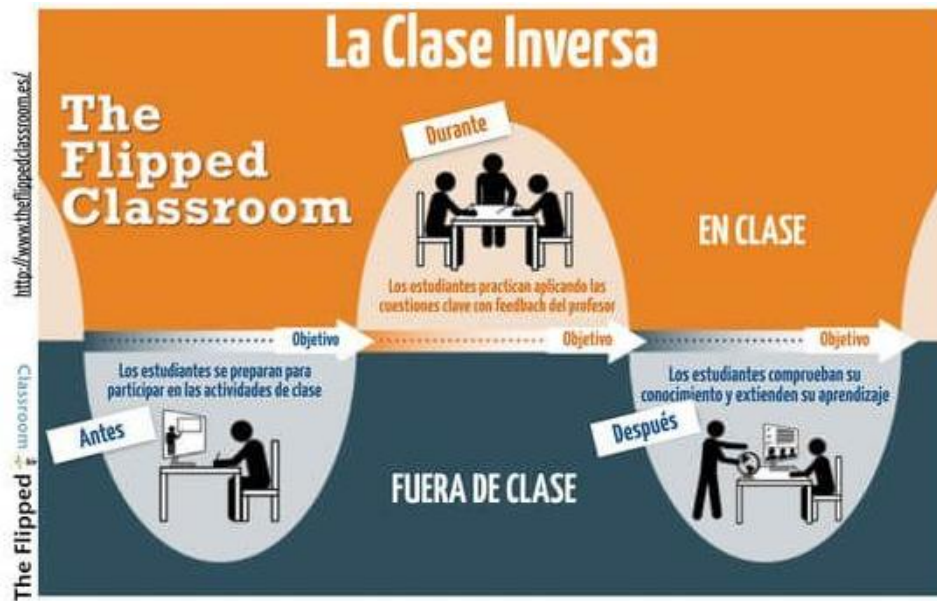 La Clase Inversa
The
Flipped
Classroom
Durante
EN CLASE
Los estudiantes practican aplicando las
cuestiones clave con feedback del profesor
Objetivo
Objetivo
Objetivo
Los estudiantes se preparan para
participar en las actividades de clase
Antes
Los estudiantes comprueban su
conocimiento y extienden su aprendizaje
Después
FUERA DE CLASE
http://www.theflippedclassroom.es/
The Flipped Classroom